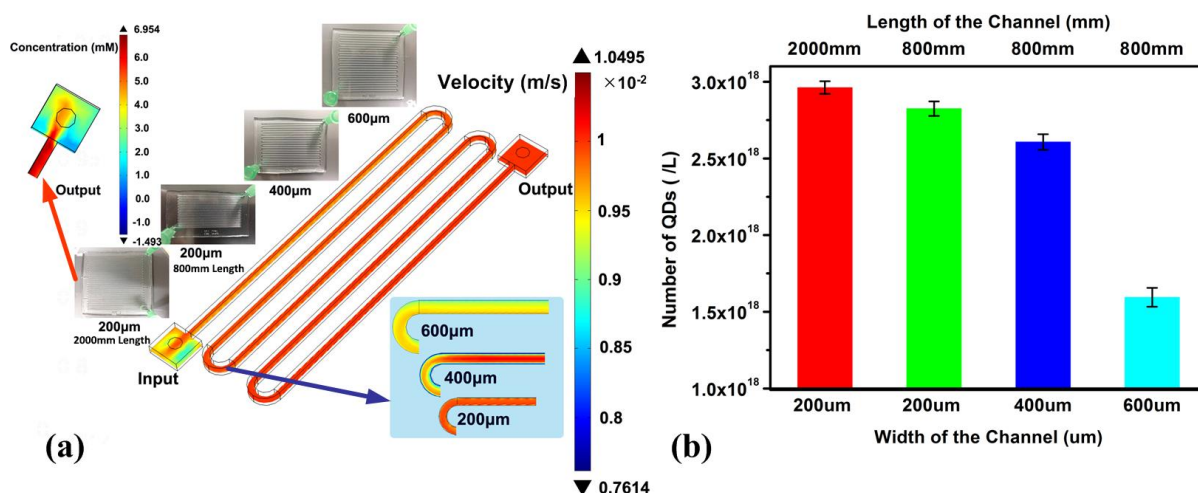 6.954
Concentration (mM)
6.0
5.0
4.0
3.0
2.0
1.0
0.0
-1.0
-1.493
Output
600μm
400μm
200μm
800mm Length
200μm
2000mm Length
Input
Output
Velocity (m/s)
1.0495
×10⁻²
1
0.95
0.9
0.85
0.8
0.7614
600μm
400μm
200μm
(a)
Length of the Channel (mm)
2000mm 800mm 800mm 800mm
Number of QDs ( /L)
3.0x10¹⁸
2.5x10¹⁸
2.0x10¹⁸
1.5x10¹⁸
1.0x10¹⁸
200um 200um 400um 600um
Width of the Channel (um)
(b)